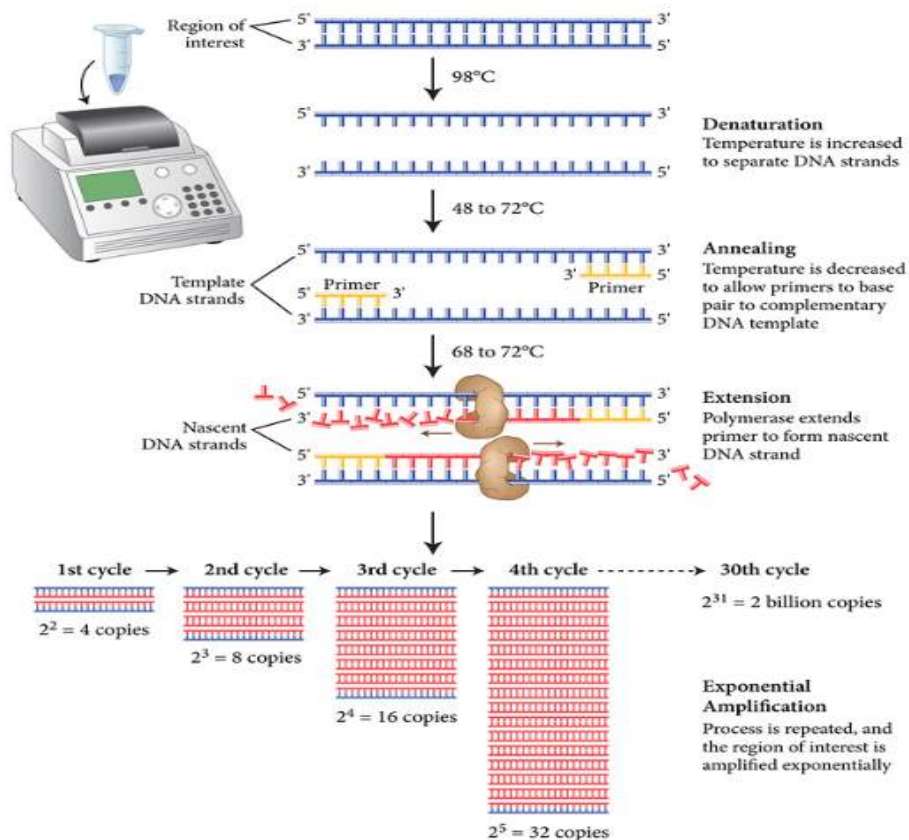 Region of
interest
5' 3'
3' 5'
98°C
5' 3'
3' 5'
Denaturation
Temperature is increased
to separate DNA strands
48 to 72°C
5' 3'
3' 5'
Primer
Template
DNA strands
Primer
5' 3'
3' 5'
Annealing
Temperature is decreased
to allow primers to base
pair to complementary
DNA template
68 to 72°C
5' 3'
3' 5'
Nascent
DNA strands
5' 3'
3' 5'
Extension
Polymerase extends
primer to form nascent
DNA strand
1st cycle 2nd cycle 3rd cycle 4th cycle 30th cycle
2² = 4 copies
2³ = 8 copies
2⁴ = 16 copies
2⁵ = 32 copies
2³¹ = 2 billion copies
Exponential
Amplification
Process is repeated, and
the region of interest is
amplified exponentially